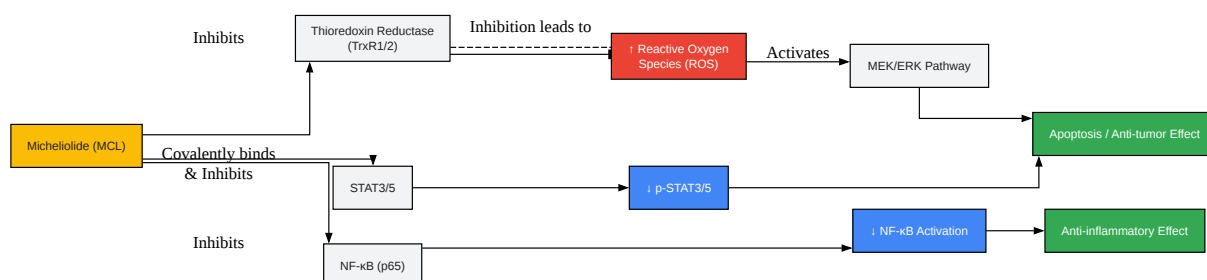 Inhibits
Thioredoxin Reductase
(TrxR1/2)
Inhibition leads to
↑ Reactive Oxygen
Species (ROS)
Activates
MEK/ERK Pathway
Micheliolide (MCL)
Covalently binds
& Inhibits
STAT3/5
↓ p-STAT3/5
Apoptosis / Anti-tumor Effect
Inhibits
NF-κB (p65)
↓ NF-κB Activation
Anti-inflammatory Effect